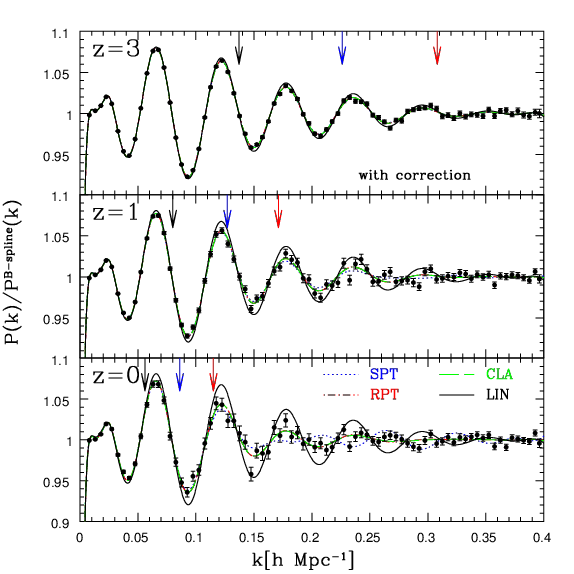 1.1
z=3
1.05
1
0.95
with correction
1.1
z=1
1.05
1
0.95
P(k)/P^{B-spline}(k)
1.1
z=0
SPT
CLA
RPT
LIN
1.05
1
0.95
0.9
0 0.05 0.1 0.15 0.2 0.25 0.3 0.35 0.4
k[h Mpc⁻¹]